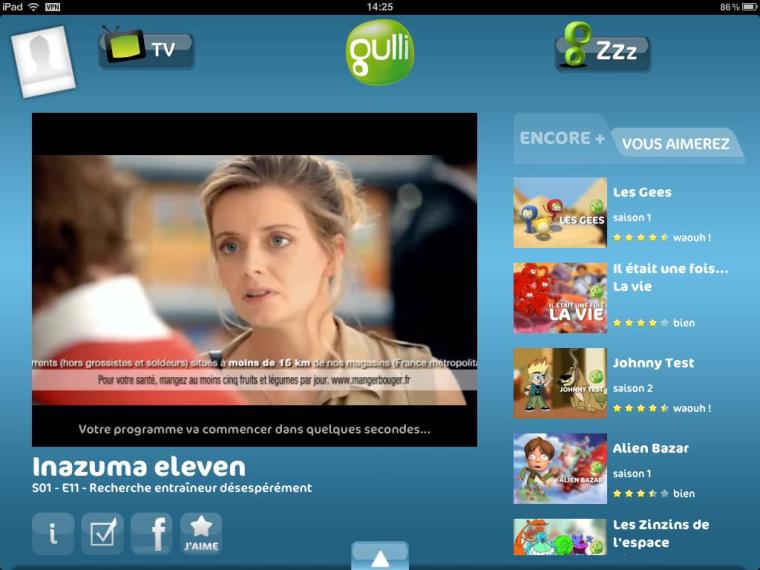 iPad VPN 14:25 86%
TV
gulli
Zzz
ENCORE +
VOUS AIMEREZ
rrents (hors grossistes et soldeurs) situés à moins de 15 km de nos magasins (France métropolita
Pour votre santé, mangez au moins cinq fruits et légumes par jour. www.mangerbouger.fr
Votre programme va commencer dans quelques secondes...
Inazuma eleven
S01 - E11 - Recherche entraîneur désespérément
i
f
J'AIME
LES GEES
Les Gees
saison 1
waouh !
IL ÉTAIT UNE FOIS
LA VIE
Il était une fois...
La vie
bien
JOHNNY TEST
Johnny Test
saison 2
waouh !
ALIEN BAZAR
Alien Bazar
saison 1
bien
Les Zinzins de
l'espace